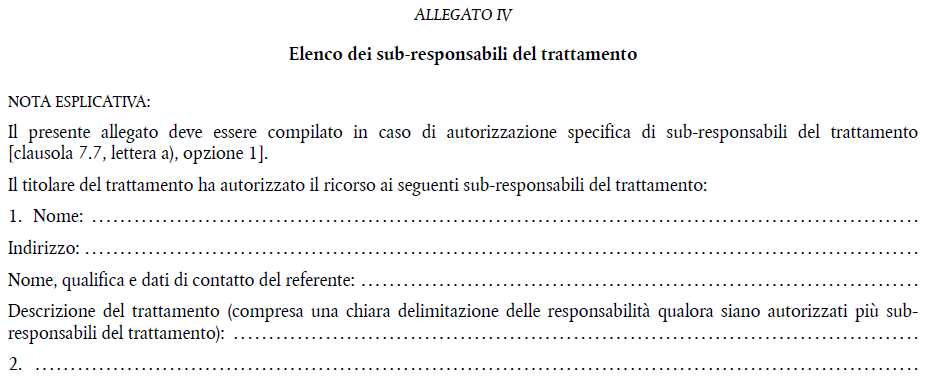 ALLEGATO IV
Elenco dei sub-responsabili del trattamento
NOTA ESPLICATIVA:
Il presente allegato deve essere compilato in caso di autorizzazione specifica di sub-responsabili del trattamento
[clausola 7.7, lettera a), opzione 1].
Il titolare del trattamento ha autorizzato il ricorso ai seguenti sub-responsabili del trattamento:
1. Nome: ........................................................................................................................
Indirizzo: ........................................................................................................................
Nome, qualifica e dati di contatto del referente: ................................................................................
Descrizione del trattamento (compresa una chiara delimitazione delle responsabilità qualora siano autorizzati più sub-
responsabili del trattamento): ....................................................................................................
2. ................................................................................................................................